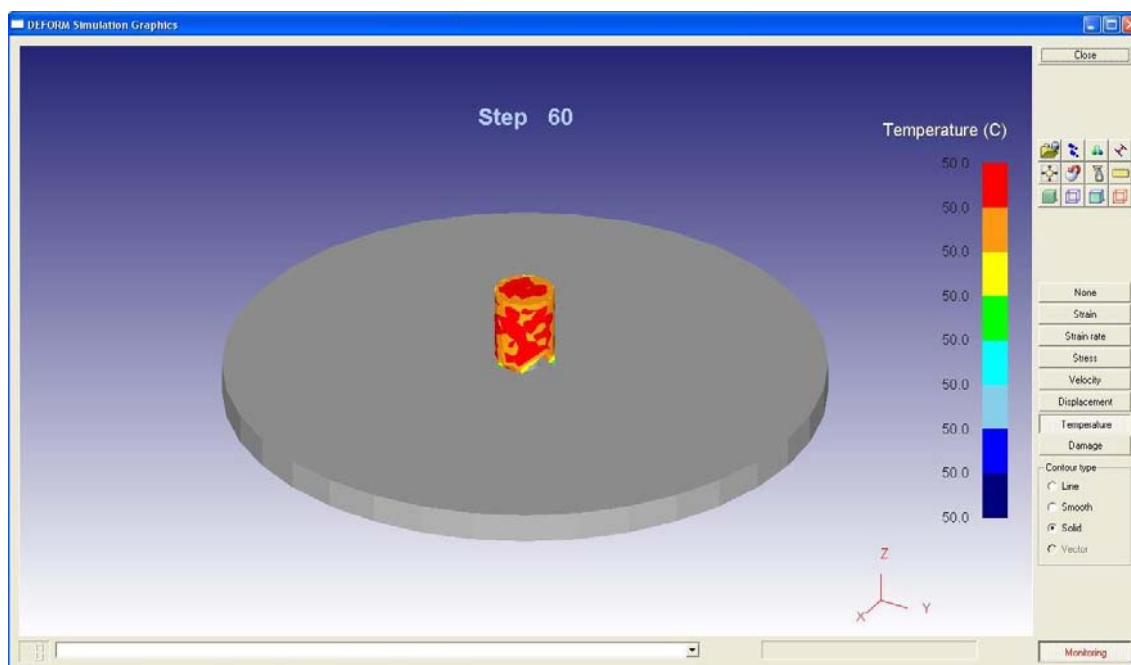 DEFORM Simulation Graphics
Close
Step 60
Temperature (C)
50.0
50.0
50.0
50.0
50.0
50.0
50.0
50.0
50.0
None
Strain
Strain rate
Stress
Velocity
Displacement
Temperature
Damage
Contour type
Line
Smooth
Solid
Vector
Z
X
Y
Monitoring